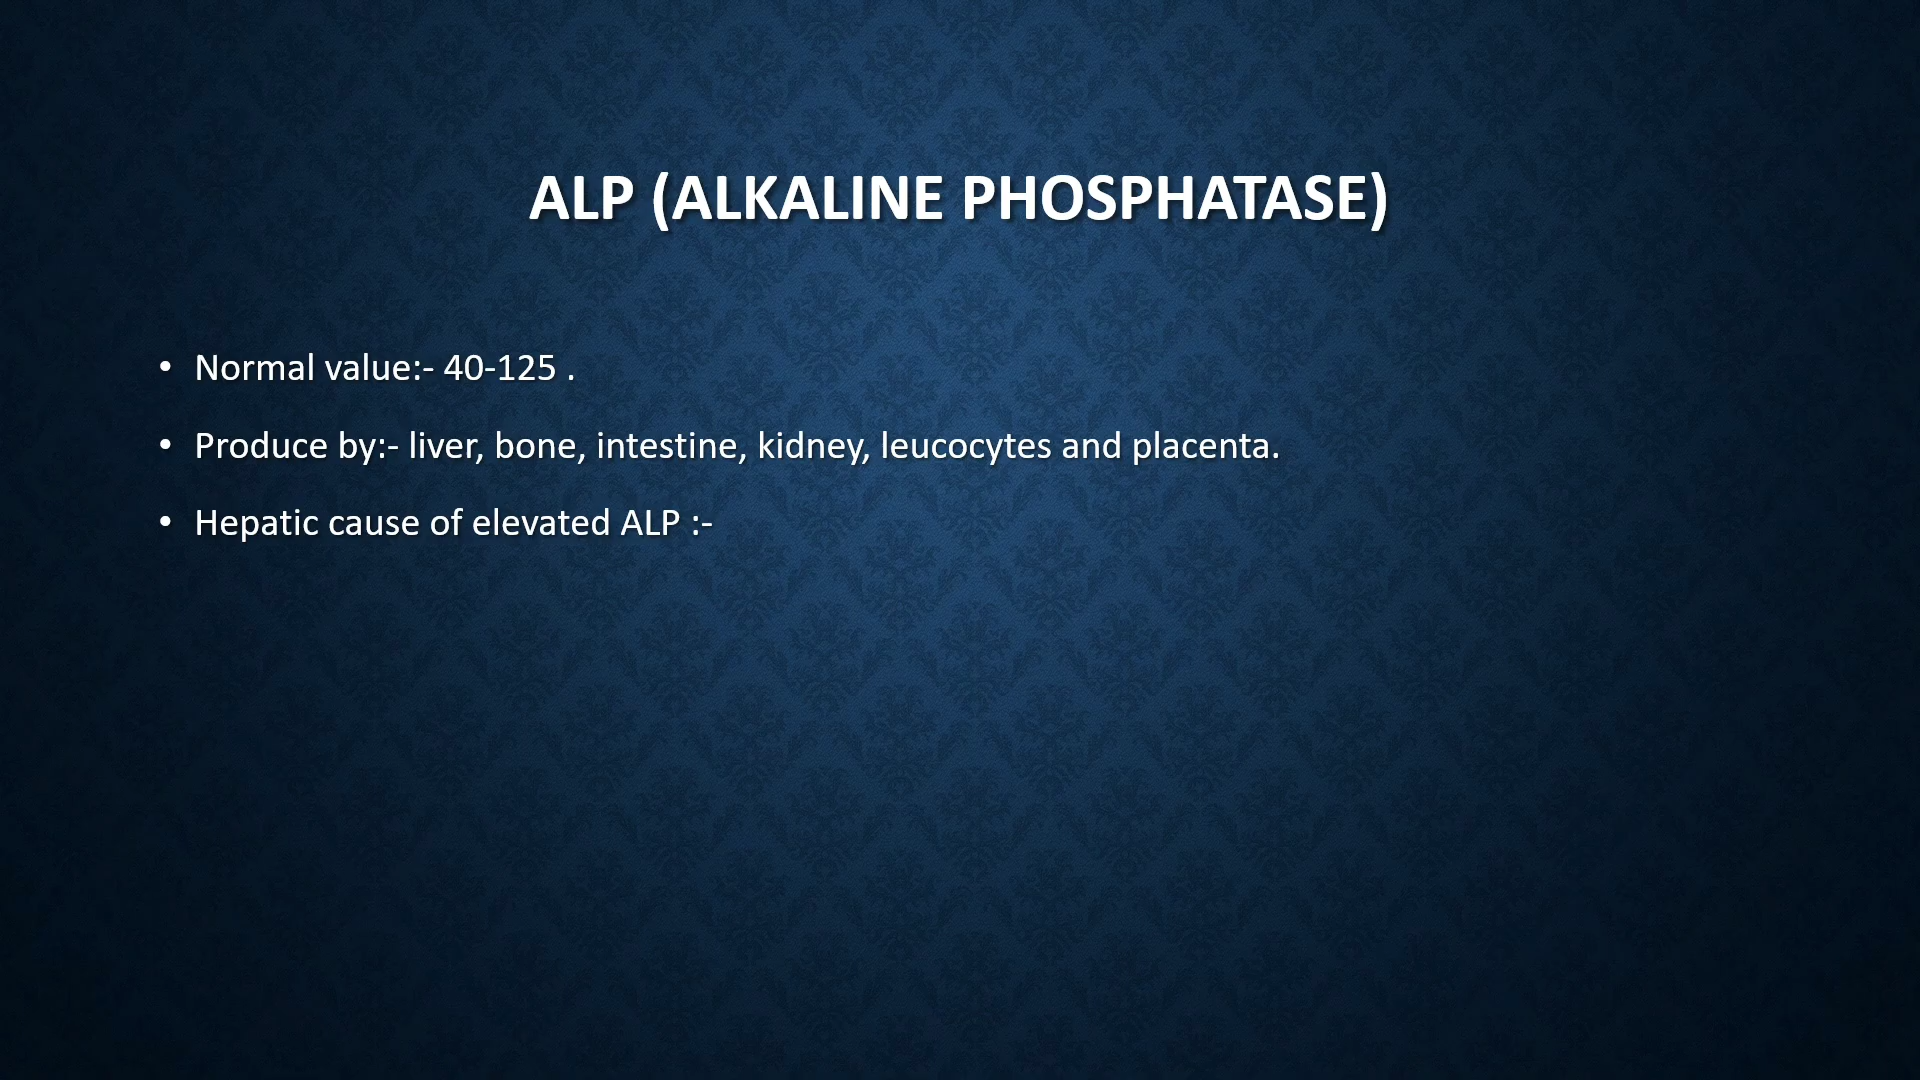 ALP (ALKALINE PHOSPHATASE)
• Normal value:- 40-125 .
• Produce by:- liver, bone, intestine, kidney, leucocytes and placenta.
• Hepatic cause of elevated ALP :-